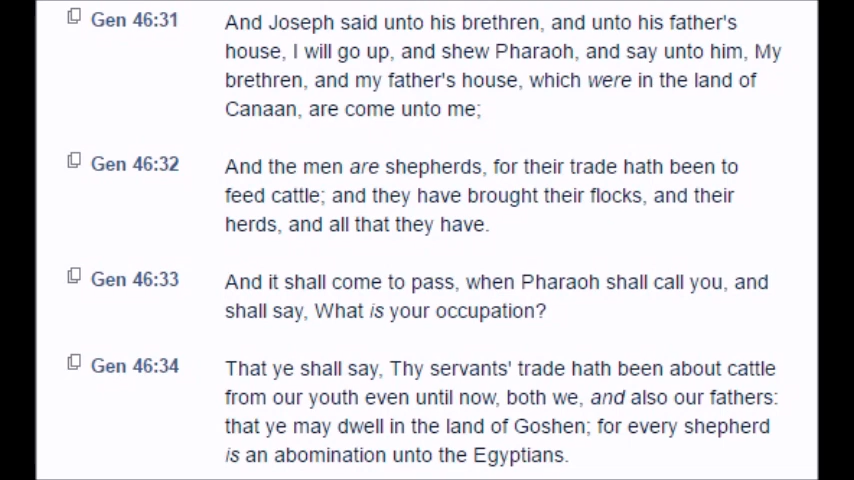 Gen 46:31 And Joseph said unto his brethren, and unto his father's
house, I will go up, and shew Pharaoh, and say unto him, My
brethren, and my father's house, which were in the land of
Canaan, are come unto me;
Gen 46:32 And the men are shepherds, for their trade hath been to
feed cattle; and they have brought their flocks, and their
herds, and all that they have.
Gen 46:33 And it shall come to pass, when Pharaoh shall call you, and
shall say, What is your occupation?
Gen 46:34 That ye shall say, Thy servants' trade hath been about cattle
from our youth even until now, both we, and also our fathers:
that ye may dwell in the land of Goshen; for every shepherd
is an abomination unto the Egyptians.